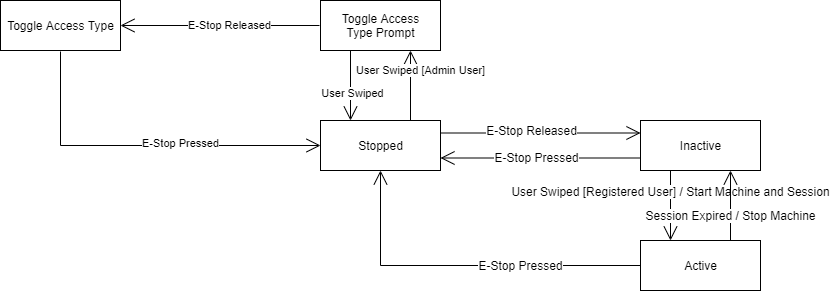 Toggle Access Type
E-Stop Released
Toggle Access
Type Prompt
User Swiped [Admin User]
User Swiped
E-Stop Pressed
Stopped
E-Stop Released
E-Stop Pressed
Inactive
User Swiped [Registered User] / Start Machine and Session
Session Expired / Stop Machine
E-Stop Pressed
Active